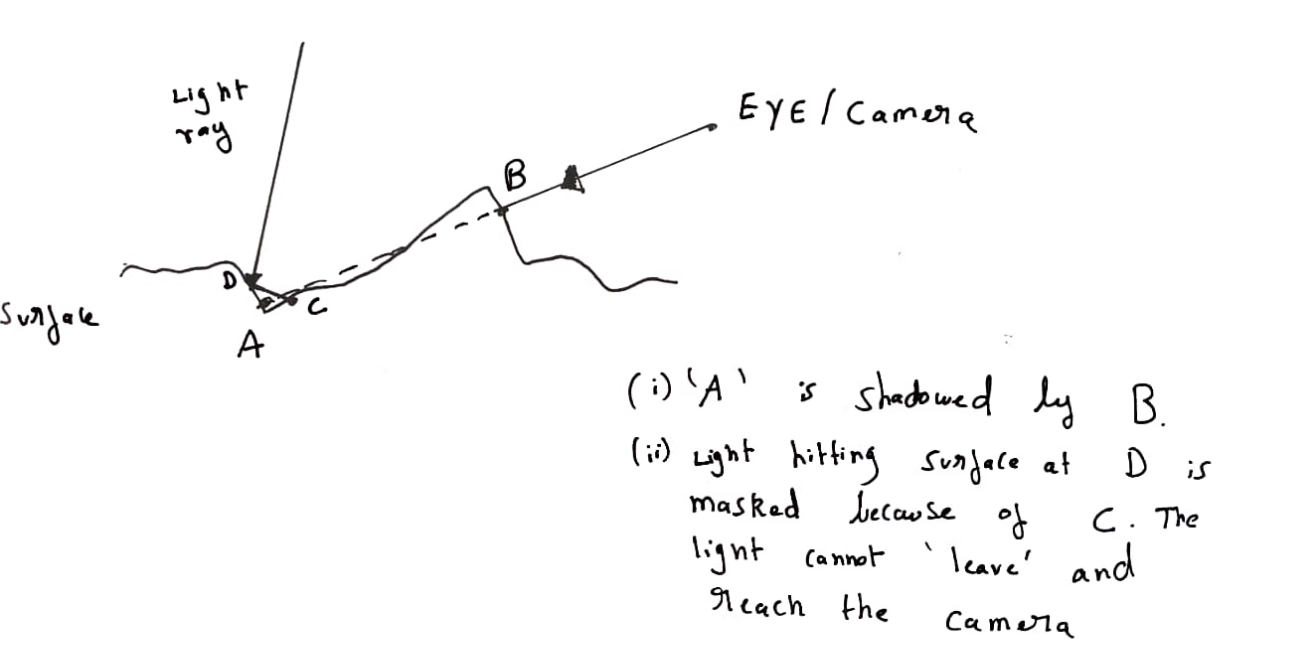 Light
ray
EYE / Camera
B
D
C
Surface
A
(i) 'A' is shadowed by B.
(ii) Light hitting surface at D is
masked because of C. The
light cannot 'leave' and
reach the camera